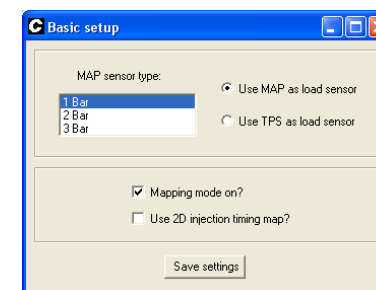 C Basic setup
MAP sensor type:
1 Bar
2 Bar
3 Bar
Use MAP as load sensor
Use TPS as load sensor
Mapping mode on?
Use 2D injection timing map?
Save settings